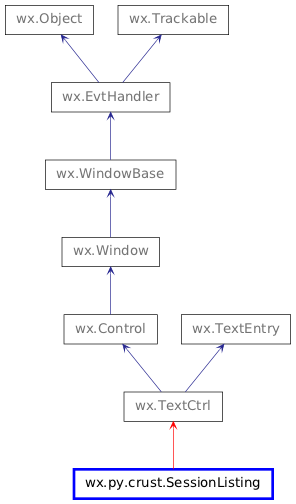 wx.Object
wx.Trackable
wx.EvtHandler
wx.WindowBase
wx.Window
wx.Control
wx.TextEntry
wx.TextCtrl
wx.py.crust.SessionListing